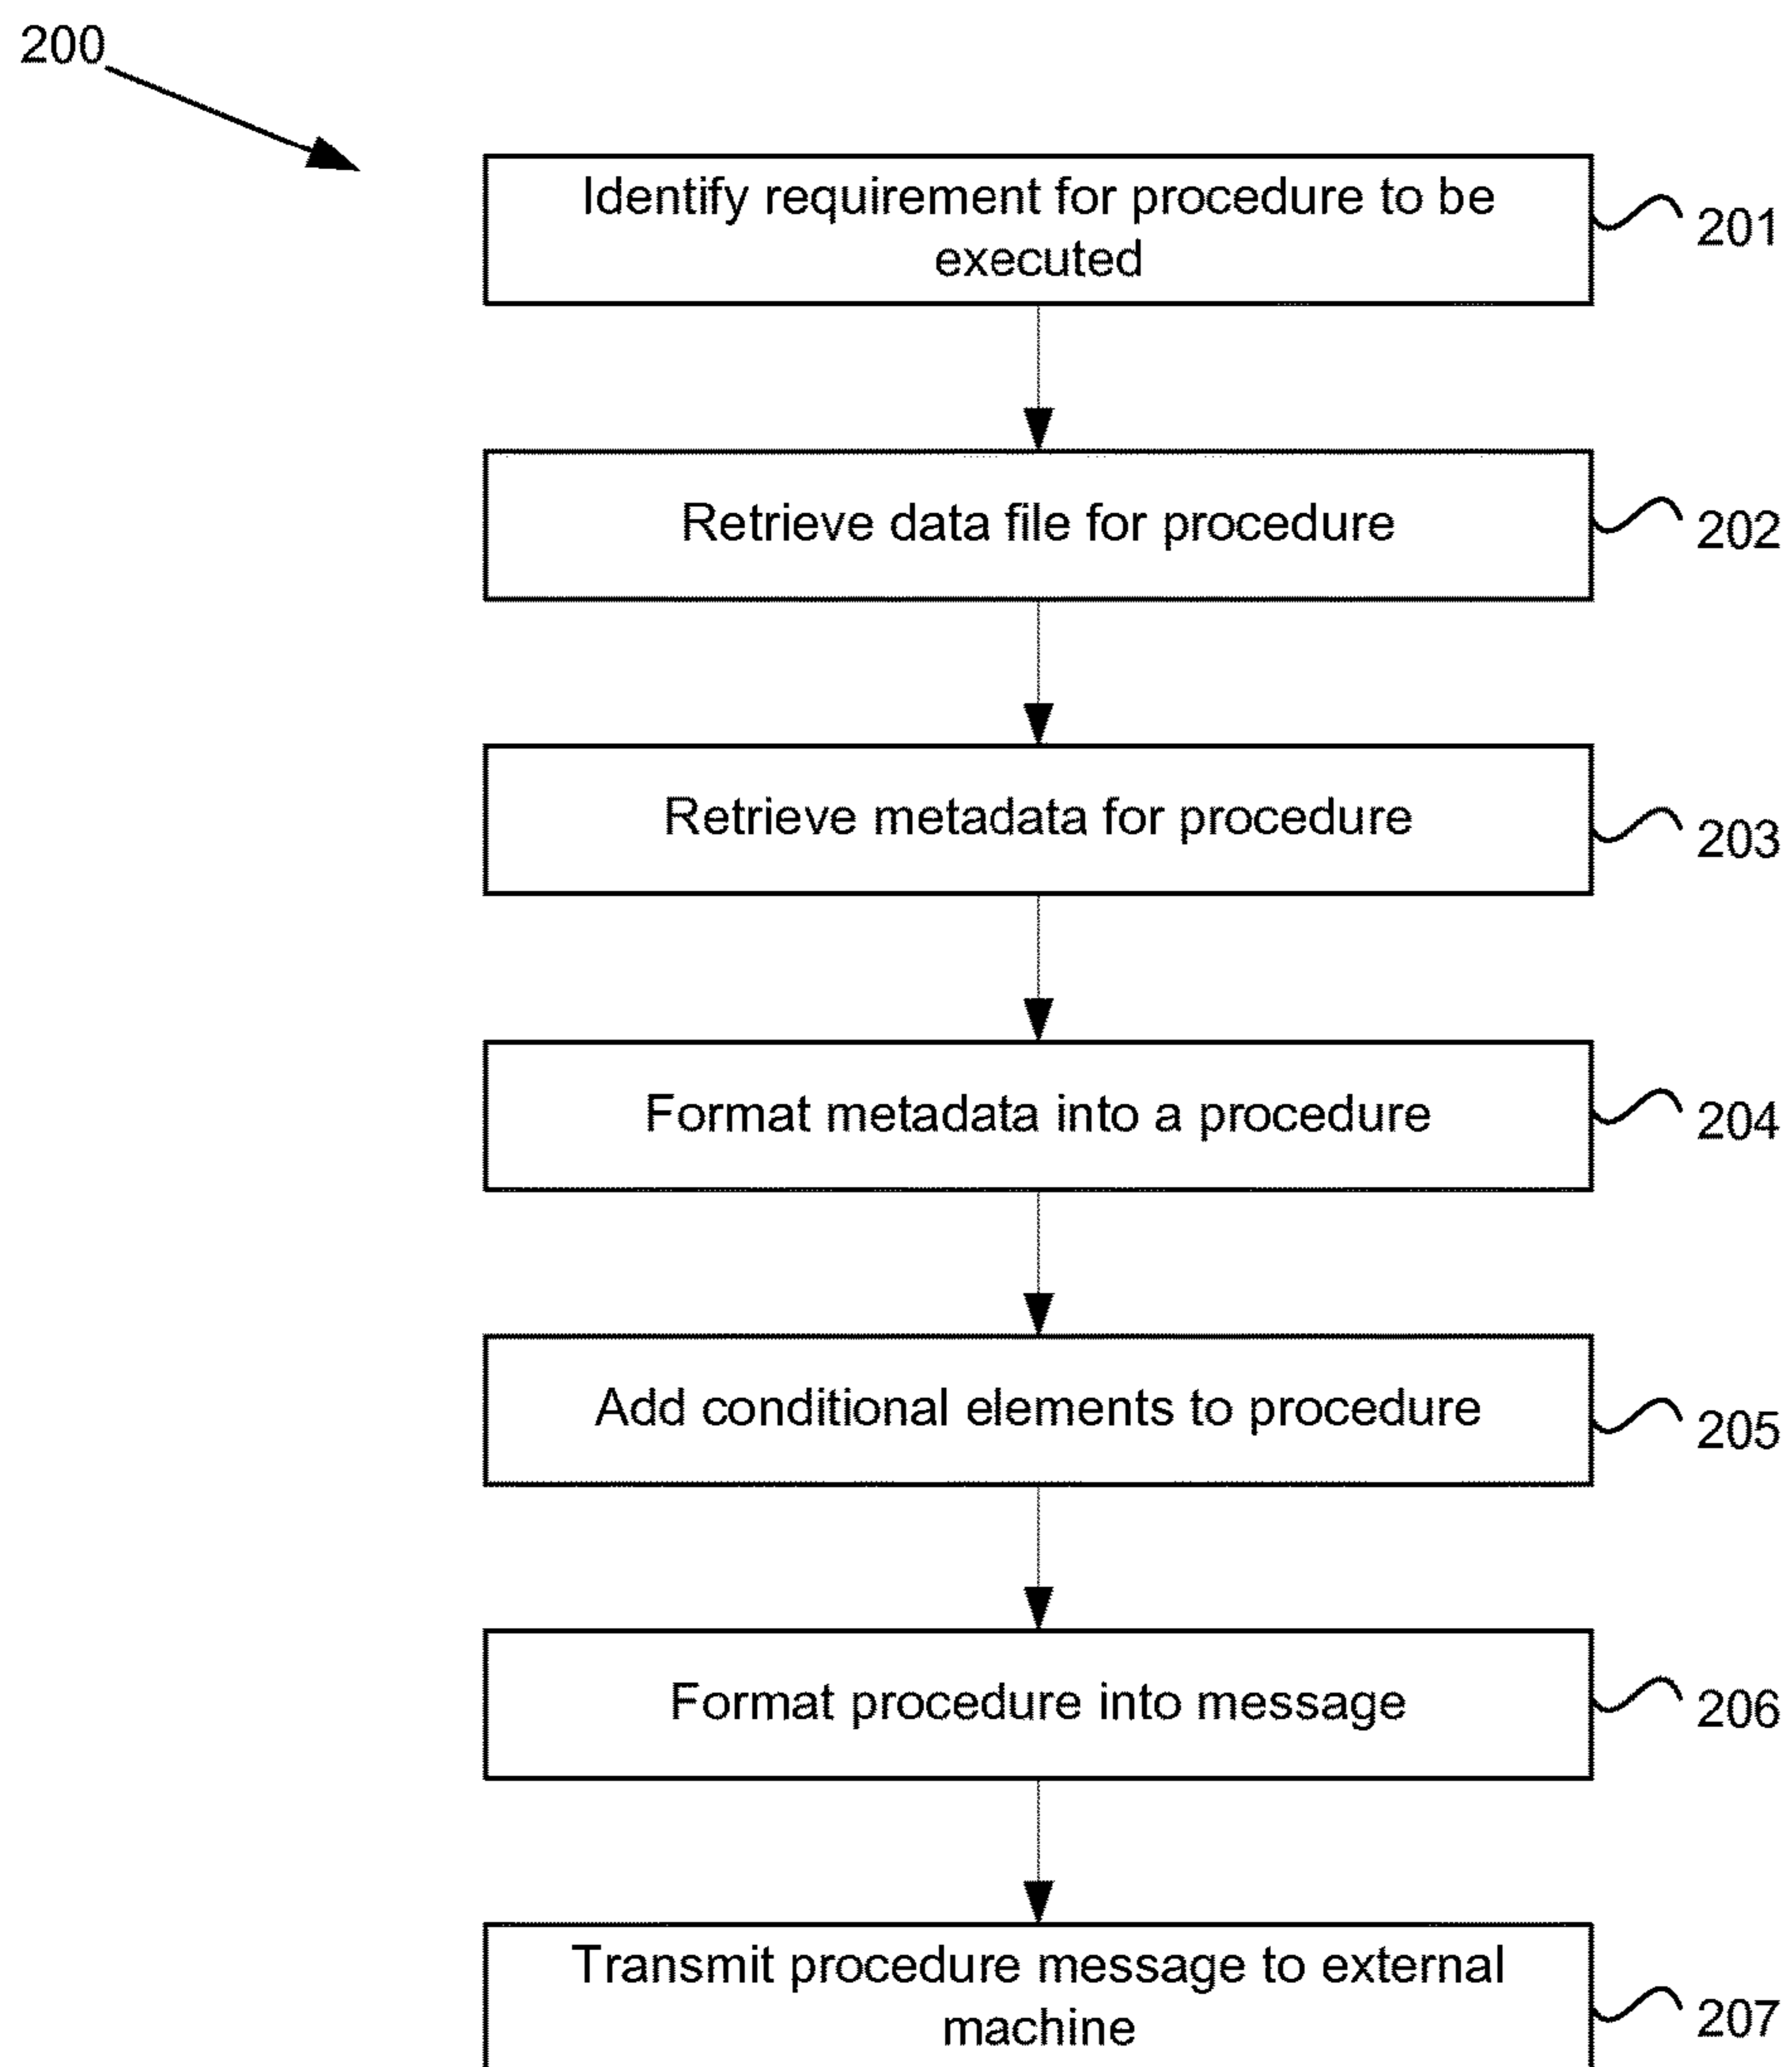 200
Identify requirement for procedure to be
executed
201
Retrieve data file for procedure
202
Retrieve metadata for procedure
203
Format metadata into a procedure
204
Add conditional elements to procedure
205
Format procedure into message
206
Transmit procedure message to external
machine
207